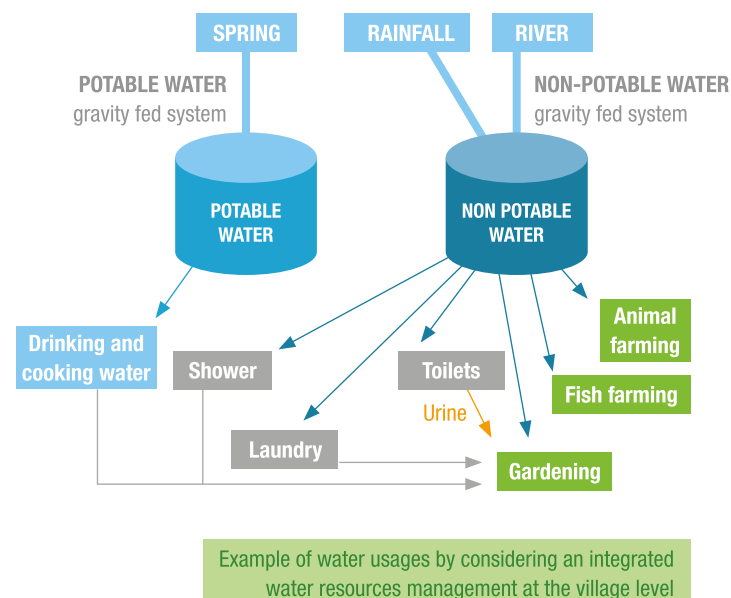 SPRING
RAINFALL
RIVER
POTABLE WATER
gravity fed system
NON-POTABLE WATER
gravity fed system
POTABLE
WATER
NON POTABLE
WATER
Animal
farming
Drinking and
cooking water
Shower
Toilets
Fish farming
Urine
Laundry
Gardening
Example of water usages by considering an integrated
water resources management at the village level